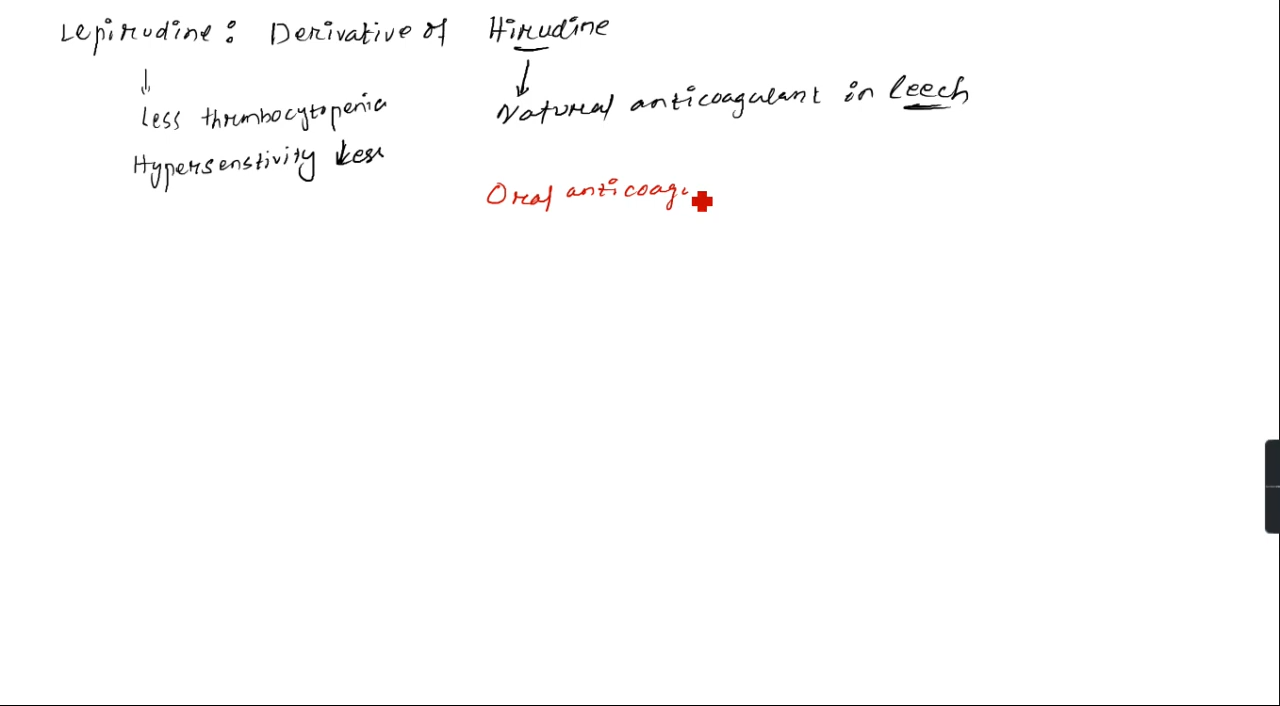 Lepirudine : Derivative of Hirudine
Less thrombocytopenia
Natural anticoagulant in leech
Hypersenstivity Less
Oral anticoag